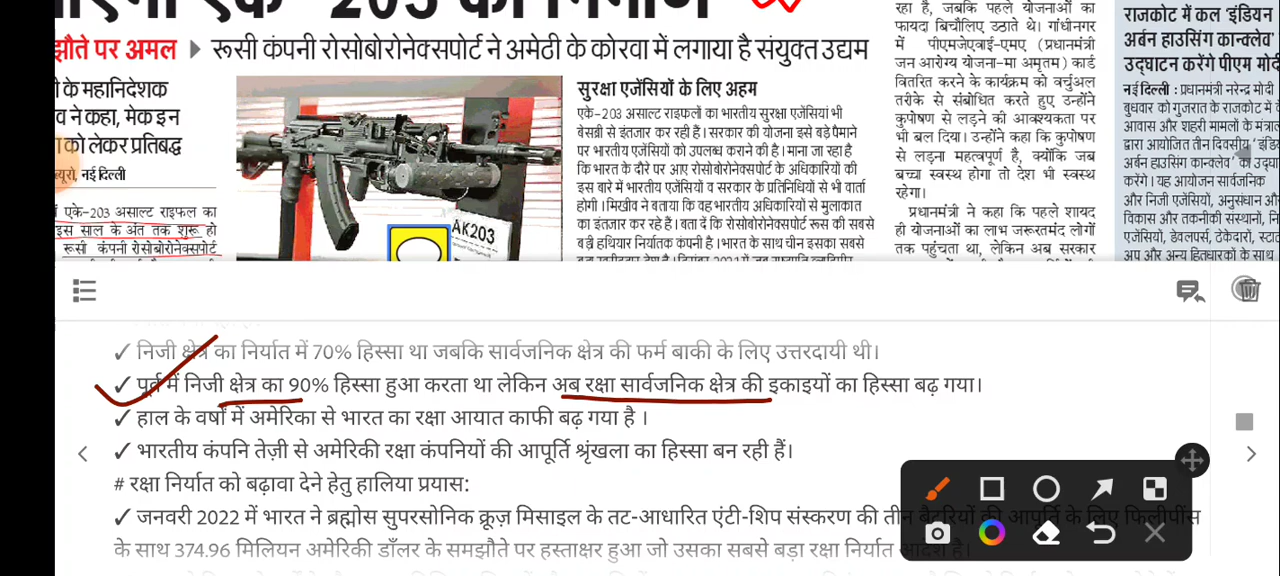 एक 203 का निर्माण
झौते पर अमल ▶ रूसी कंपनी रोसोबोरोनेक्सपोर्ट ने अमेठी के कोरवा में लगाया है संयुक्त उद्यम
के महानिदेशक
व ने कहा, मेक इन
को लेकर प्रतिबद्ध
ब्यूरो, नई दिल्ली
एके-203 असाल्ट राइफल का
इस साल के अंत तक शुरू हो
रूसी कंपनी रोसोबोरोनेक्सपोर्ट
AK203
सुरक्षा एजेंसियों के लिए अहम
एके-203 असाल्ट राइफलों का भारतीय सुरक्षा एजेंसियां भी
बेसब्री से इंतजार कर रही हैं। सरकार की योजना इसे बड़े पैमाने
पर भारतीय एजेंसियों को उपलब्ध कराने की है। माना जा रहा है
कि भारत के दौरे पर आए रोसोबोरोनेक्सपोर्ट के अधिकारियों की
इस बारे में भारतीय एजेंसियों व सरकार के प्रतिनिधियों से भी वार्ता
होगी। मिखीव ने बताया कि वह भारतीय अधिकारियों से मुलाकात
का इंतजार कर रहे हैं। बता दें कि रोसोबोरोनेक्सपोर्ट रूस की सबसे
बड़ी हथियार निर्यातक कंपनी है। भारत के साथ चीन इसका सबसे
रहा है, जबकि पहले योजनाओं का
फायदा बिचौलिए उठाते थे। गांधीनगर
में पीएमजेएवाई-एमए (प्रधानमंत्री
जन आरोग्य योजना-मा अमृतम) कार्ड
वितरित करने के कार्यक्रम को वर्चुअल
तरीके से संबोधित करते हुए उन्होंने
कुपोषण से लड़ने की आवश्यकता पर
भी बल दिया। उन्होंने कहा कि कुपोषण
से लड़ना महत्वपूर्ण है, क्योंकि जब
बच्चा स्वस्थ होगा तो देश भी स्वस्थ
रहेगा।
प्रधानमंत्री ने कहा कि पहले शायद
ही योजनाओं का लाभ जरूरतमंद लोगों
तक पहुंचता था, लेकिन अब सरकार
राजकोट में कल 'इंडियन
अर्बन हाउसिंग कान्क्लेव'
उद्घाटन करेंगे पीएम मोदी
नई दिल्ली : प्रधानमंत्री नरेन्द्र मोदी
बुधवार को गुजरात के राजकोट में
आवास और शहरी मामलों के
द्वारा आयोजित तीन दिवसीय
अर्बन हाउसिंग कान्क्लेव' का
करेंगे। यह आयोजन सार्वजनिक
और निजी एजेंसियों, अनुसंधान और
विकास और तकनीकी संस्थानों,
एजेंसियों, डेवलपर्स, ठेकेदारों,
अप और अन्य हितधारकों के साथ
✓ निजी क्षेत्र का निर्यात में 70% हिस्सा था जबकि सार्वजनिक क्षेत्र की फर्म बाकी के लिए उत्तरदायी थी।
✓ पूर्व में निजी क्षेत्र का 90% हिस्सा हुआ करता था लेकिन अब रक्षा सार्वजनिक क्षेत्र की इकाइयों का हिस्सा बढ़ गया।
✓ हाल के वर्षों में अमेरिका से भारत का रक्षा आयात काफी बढ़ गया है ।
✓ भारतीय कंपनि तेज़ी से अमेरिकी रक्षा कंपनियों की आपूर्ति श्रृंखला का हिस्सा बन रही हैं।
# रक्षा निर्यात को बढ़ावा देने हेतु हालिया प्रयास:
✓ जनवरी 2022 में भारत ने ब्रह्मोस सुपरसोनिक क्रूज़ मिसाइल के तट-आधारित एंटी-शिप संस्करण की तीन बैटरियों की आपूर्ति के लिए फिलीपींस
के साथ 374.96 मिलियन अमेरिकी डॉलर के समझौते पर हस्ताक्षर हुआ जो उसका सबसे बड़ा रक्षा निर्यात आदेश है।